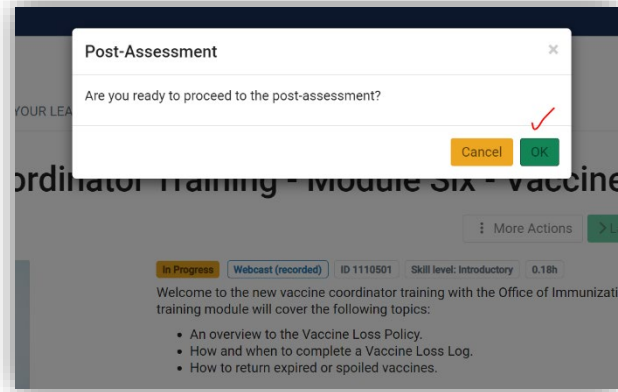 Post-Assessment ×
Are you ready to proceed to the post-assessment?
YOUR LEA
Cancel OK
ordinator Training - Module Six - Vaccine
More Actions
In Progress Webcast (recorded) ID 1110501 Skill level: Introductory 0.18h
Welcome to the new vaccine coordinator training with the Office of Immunizati
training module will cover the following topics:
• An overview to the Vaccine Loss Policy.
• How and when to complete a Vaccine Loss Log.
• How to return expired or spoiled vaccines.